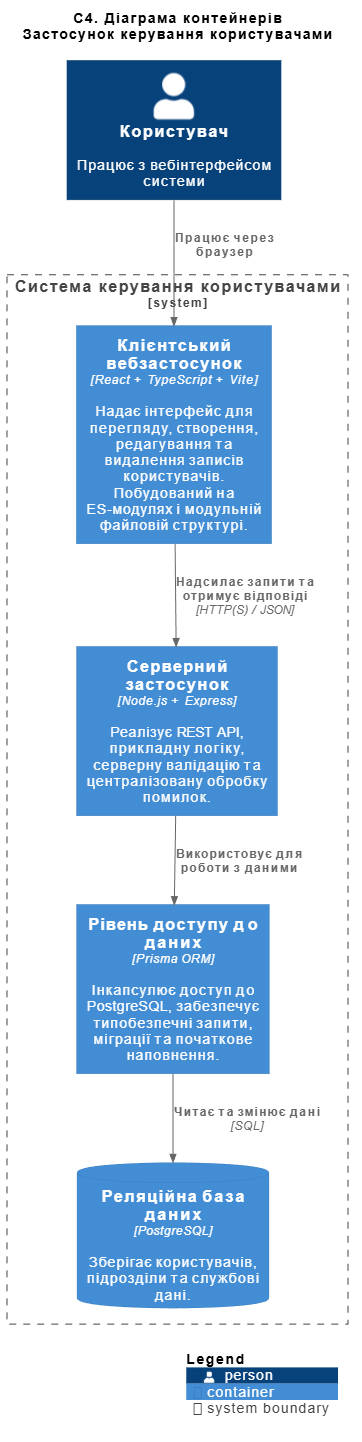 C4. Діаграма контейнерів
Застосунок керування користувачами
Користувач
Працює з вебінтерфейсом
системи
Працює через
браузер
Система керування користувачами
[system]
Клієнтський
вебзастосунок
[React + TypeScript + Vite]
Надає інтерфейс для
перегляду, створення,
редагування та
видалення записів
користувачів.
Побудований на
ES-модулях і модульній
файловій структурі.
Надсилає запити та
отримує відповіді
[HTTP(S) / JSON]
Серверний
застосунок
[Node.js + Express]
Реалізує REST API,
прикладну логіку,
серверну валідацію та
централізовану обробку
помилок.
Використовує для
роботи з даними
Рівень доступу до
даних
[Prisma ORM]
Інкапсулює доступ до
PostgreSQL, забезпечує
типобезпечні запити,
міграції та початкове
наповнення.
Читає та змінює дані
[SQL]
Реляційна база
даних
[PostgreSQL]
Зберігає користувачів,
підрозділи та службові
дані.
Legend
person
container
system boundary